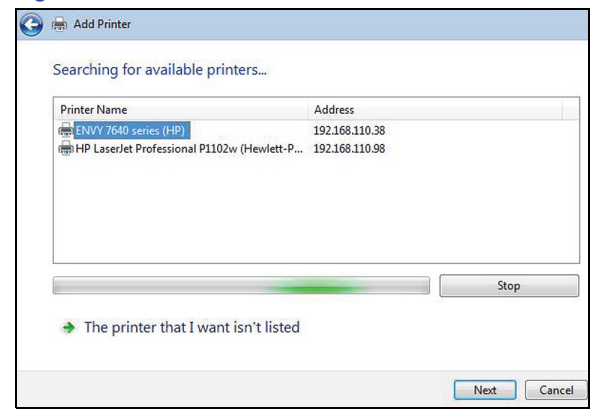 Add Printer
Searching for available printers...
Printer Name Address
ENVY 7640 series (HP) 192.168.110.38
HP LaserJet Professional P1102w (Hewlett-P... 192.168.110.98
Stop
The printer that I want isn't listed
Next Cancel